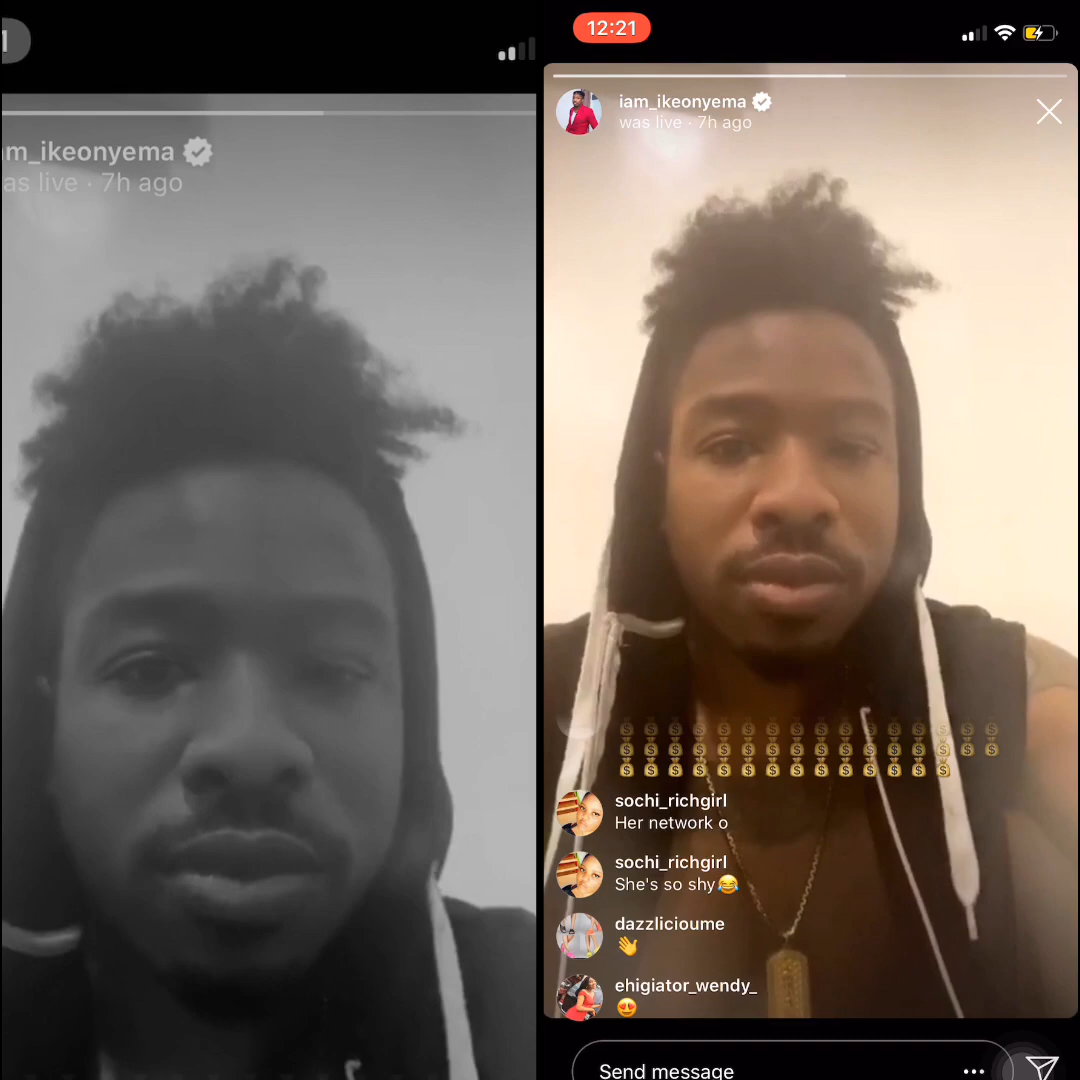 m_ikeonyema
as live · 7h ago
12:21
iam_ikeonyema
was live · 7h ago
sochi_richgirl
Her network o
sochi_richgirl
She's so shy😂
dazzlicioume
👋
ehigiator_wendy_
😍
Send message